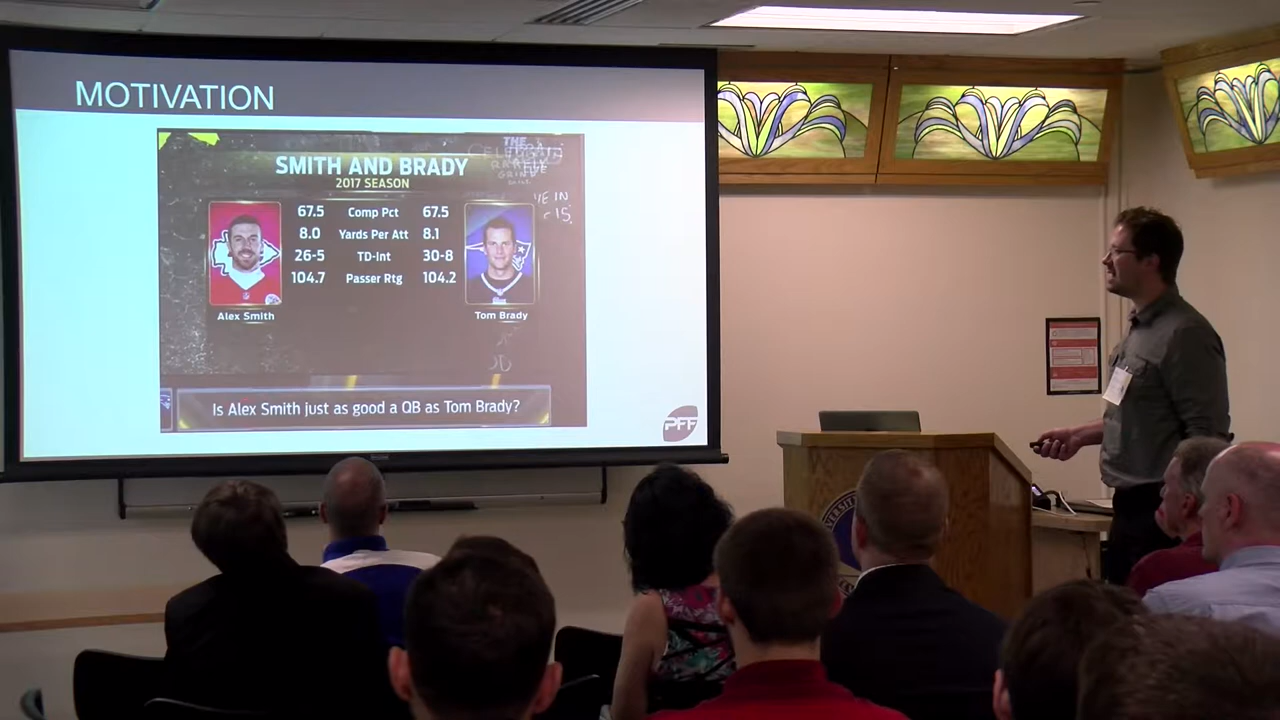 MOTIVATION
THE
SMITH AND BRADY
2017 SEASON
67.5 Comp Pct 67.5
8.0 Yards Per Att 8.1
26-5 TD-Int 30-8
104.7 Passer Rtg 104.2
Alex Smith Tom Brady
Is Alex Smith just as good a QB as Tom Brady?
PFF